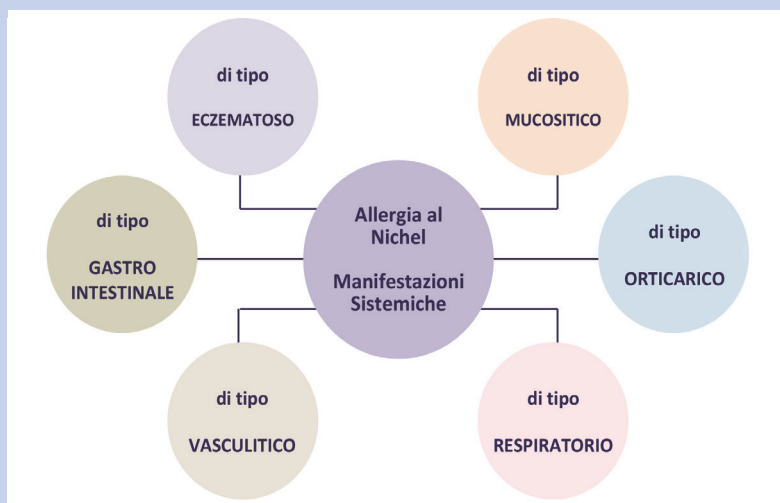 di tipo
ECZEMATOSO
di tipo
MUCOSITICO
Allergia al
Nichel
Manifestazioni
Sistemiche
di tipo
GASTRO
INTESTINALE
di tipo
ORTICARICO
di tipo
VASCULITICO
di tipo
RESPIRATORIO